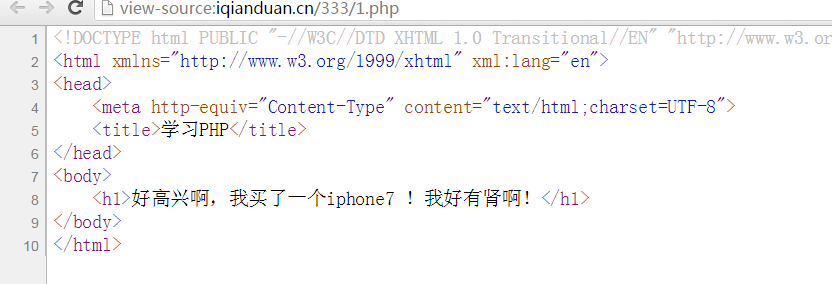 view-source:iqianduan.cn/333/1.php
1 <!DOCTYPE html PUBLIC "-//W3C//DTD XHTML 1.0 Transitional//EN" "http://www.w3.or
2 <html xmlns="http://www.w3.org/1999/xhtml" xml:lang="en">
3 <head>
4 <meta http-equiv="Content-Type" content="text/html;charset=UTF-8">
5 <title>学习PHP</title>
6 </head>
7 <body>
8 <h1>好高兴啊，我买了一个iphone7 ！我好有肾啊！</h1>
9 </body>
10 </html>